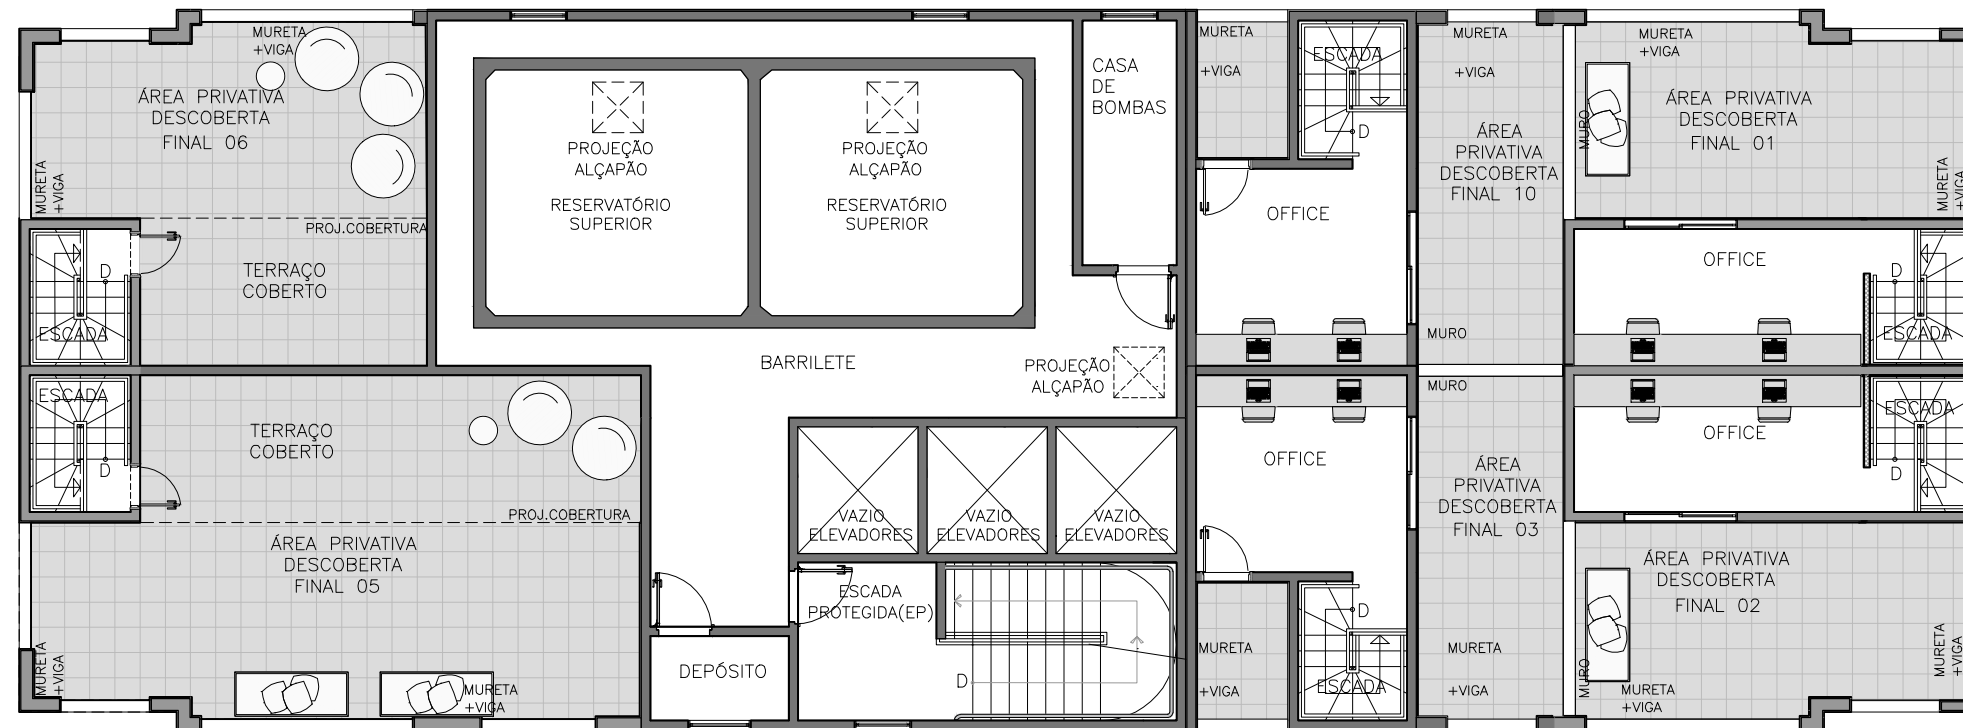 MURETA
+VIGA
ÁREA PRIVATIVA
DESCOBERTA
FINAL 06
MURETA
+VIGA
PROJ.COBERTURA
TERRAÇO
COBERTO
D
ESCADA
ESCADA
D
TERRAÇO
COBERTO
PROJ.COBERTURA
ÁREA PRIVATIVA
DESCOBERTA
FINAL 05
MURETA
+VIGA
MURETA
+VIGA
PROJEÇÃO
ALÇAPÃO
RESERVATÓRIO
SUPERIOR
PROJEÇÃO
ALÇAPÃO
RESERVATÓRIO
SUPERIOR
CASA
DE
BOMBAS
BARRILETE
PROJEÇÃO
ALÇAPÃO
VAZIO
ELEVADORES
VAZIO
ELEVADORES
VAZIO
ELEVADORES
ESCADA
PROTEGIDA(EP)
D
DEPÓSITO
MURETA
+VIGA
ESCADA
D
OFFICE
OFFICE
D
ESCADA
MURETA
+VIGA
MURETA
+VIGA
ÁREA
PRIVATIVA
DESCOBERTA
FINAL 10
MURO
MURO
ÁREA
PRIVATIVA
DESCOBERTA
FINAL 03
MURETA
+VIGA
MURETA
+VIGA
MURO
ÁREA PRIVATIVA
DESCOBERTA
FINAL 01
MURETA
+VIGA
OFFICE
D
ESCADA
ESCADA
OFFICE
D
ÁREA PRIVATIVA
DESCOBERTA
FINAL 02
MURO
MURETA
+VIGA
MURETA
+VIGA